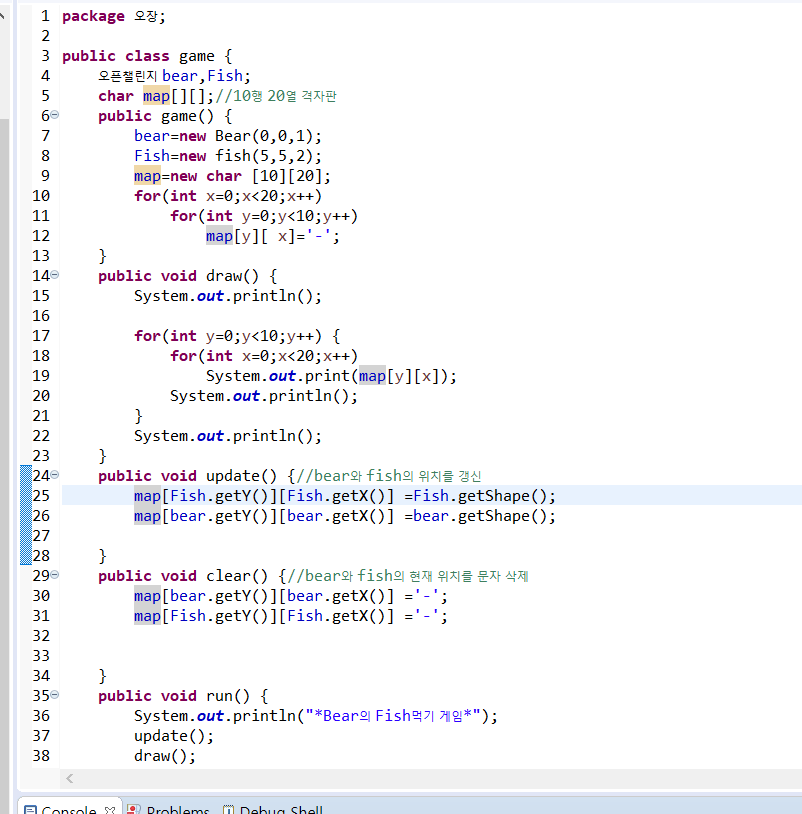 1 package 오장;
2
3 public class game {
4 오픈챌린지 bear,Fish;
5 char map[][];//10행 20열 격자판
6 public game() {
7 bear=new Bear(0,0,1);
8 Fish=new fish(5,5,2);
9 map=new char [10][20];
10 for(int x=0;x<20;x++)
11 for(int y=0;y<10;y++)
12 map[y][ x]='-';
13 }
14 public void draw() {
15 System.out.println();
16
17 for(int y=0;y<10;y++) {
18 for(int x=0;x<20;x++)
19 System.out.print(map[y][x]);
20 System.out.println();
21 }
22 System.out.println();
23 }
24 public void update() {//bear와 fish의 위치를 갱신
25 map[Fish.getY()][Fish.getX()] =Fish.getShape();
26 map[bear.getY()][bear.getX()] =bear.getShape();
27
28 }
29 public void clear() {//bear와 fish의 현재 위치를 문자 삭제
30 map[bear.getY()][bear.getX()] ='-';
31 map[Fish.getY()][Fish.getX()] ='-';
32
33
34 }
35 public void run() {
36 System.out.println("*Bear의 Fish먹기 게임*");
37 update();
38 draw();
Console Problems Debug Shell